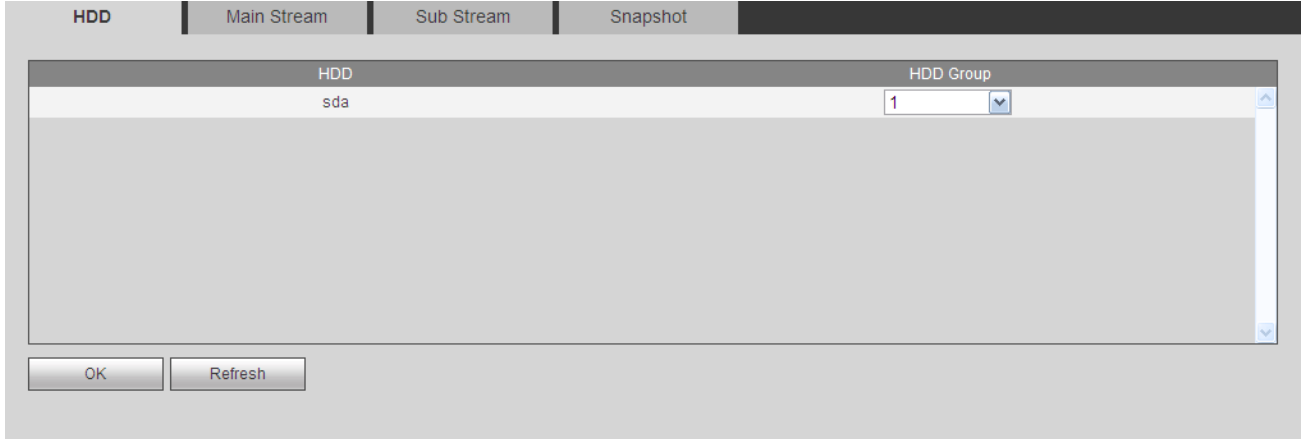 HDD Main Stream Sub Stream Snapshot
HDD HDD Group
sda 1
OK Refresh